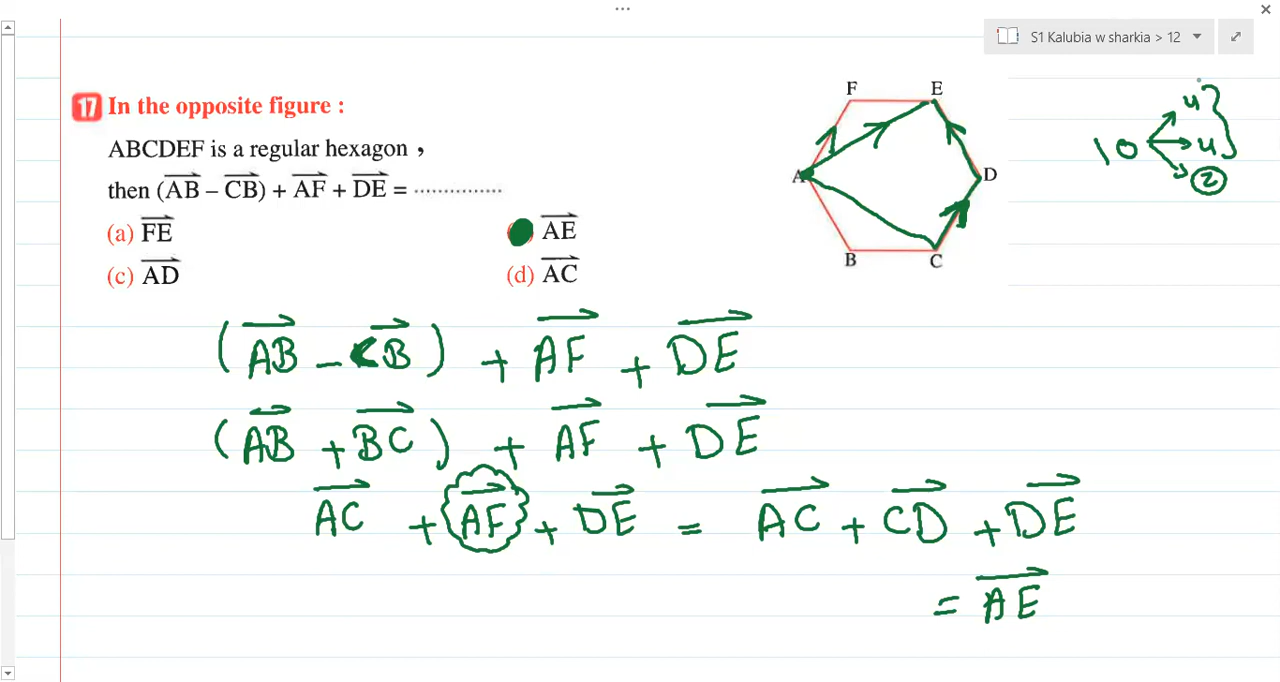 ...
S1 Kalubia w sharkia > 12
17 In the opposite figure :
ABCDEF is a regular hexagon ,
then (AB – CB) + AF + DE = ...............
(a) FE
AE
(c) AD
(d) AC
F E
A D
B C
10 4 4 2
(AB – CB) + AF + DE
(AB + BC) + AF + DE
AC + AF + DE = AC + CD + DE
= AE